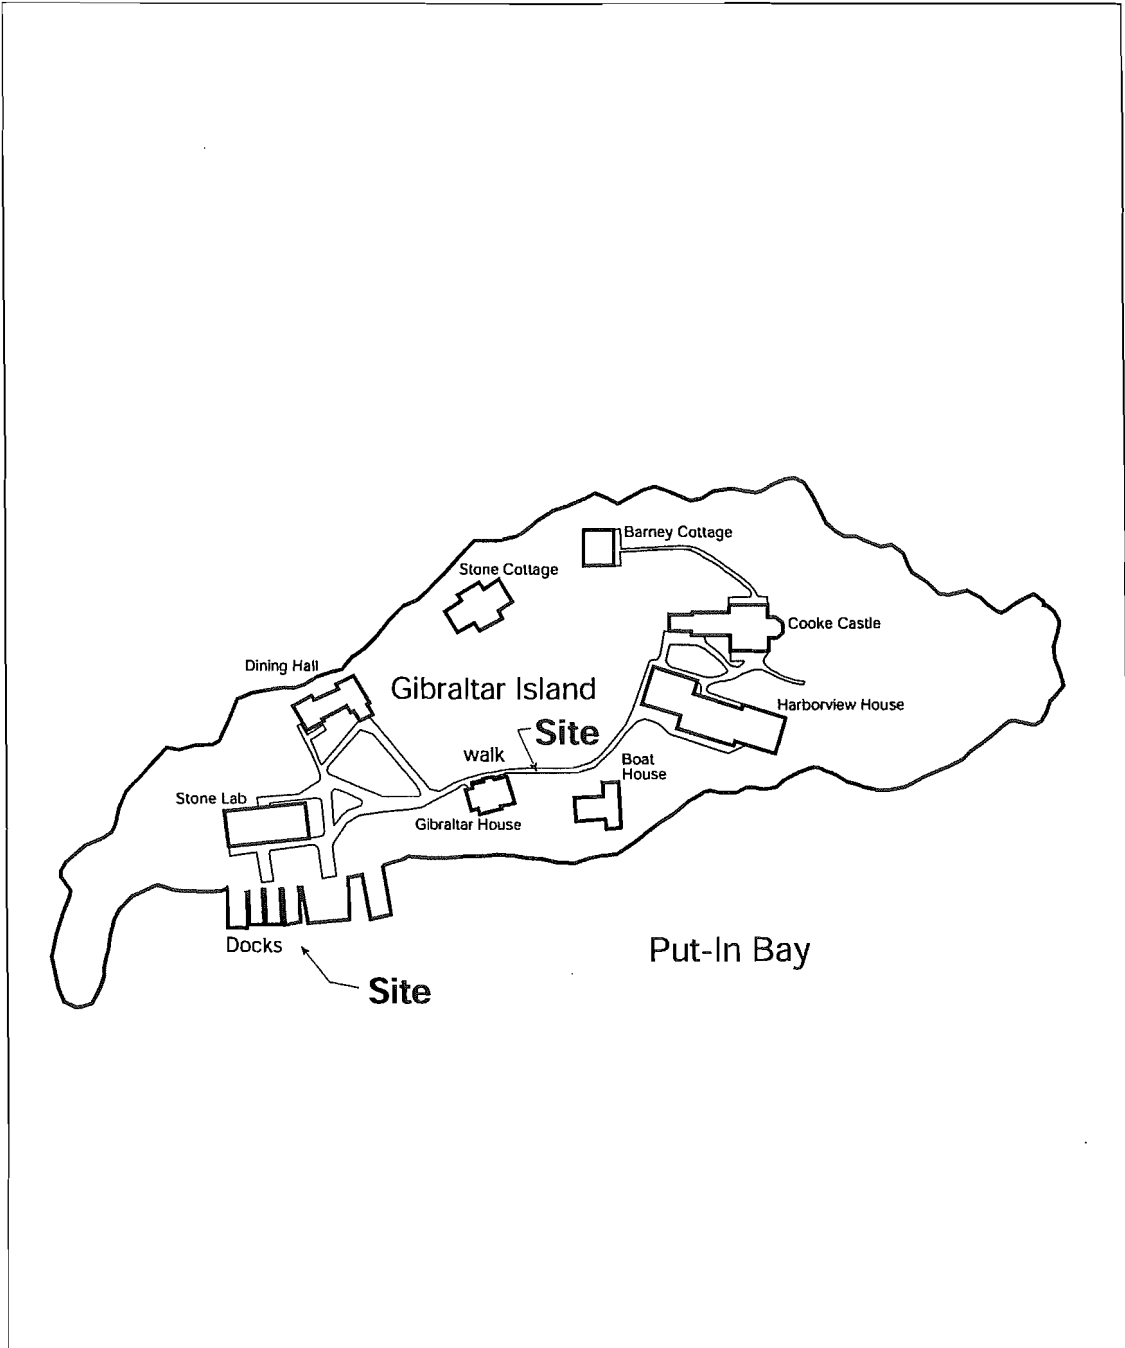 Barney Cottage
Stone Cottage
Cooke Castle
Dining Hall
Gibraltar Island
Harborview House
Site
walk
Boat
House
Stone Lab
Gibraltar House
Docks
Put-In Bay
Site